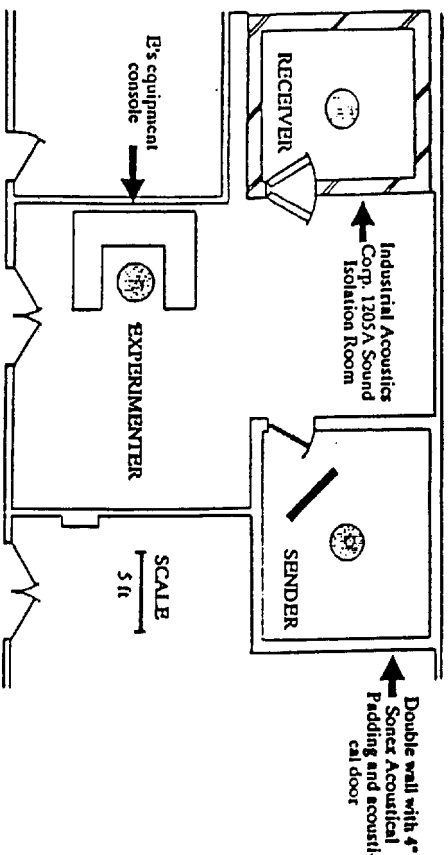 Double wall with 4"
Sonex Acoustical
Padding and acousti
cal door
Industrial Acoustics
Corp. 1205A Sound
Isolation Room
RECEIVER
SENDER
E's equipment
console
EXPERIMENTER
SCALE
5 ft